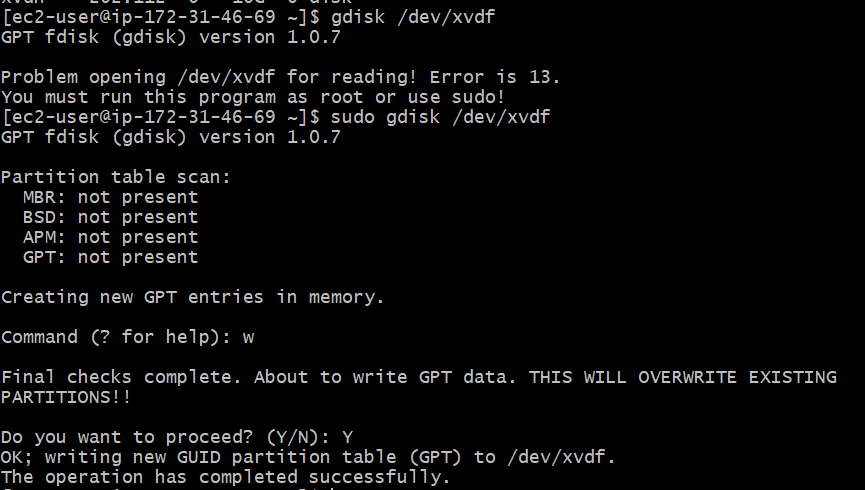 [ec2-user@ip-172-31-46-69 ~]$ gdisk /dev/xvdf
GPT fdisk (gdisk) version 1.0.7
Problem opening /dev/xvdf for reading! Error is 13.
You must run this program as root or use sudo!
[ec2-user@ip-172-31-46-69 ~]$ sudo gdisk /dev/xvdf
GPT fdisk (gdisk) version 1.0.7
Partition table scan:
  MBR: not present
  BSD: not present
  APM: not present
  GPT: not present
Creating new GPT entries in memory.
Command (? for help): w
Final checks complete. About to write GPT data. THIS WILL OVERWRITE EXISTING
PARTITIONS!!
Do you want to proceed? (Y/N): Y
OK; writing new GUID partition table (GPT) to /dev/xvdf.
The operation has completed successfully.